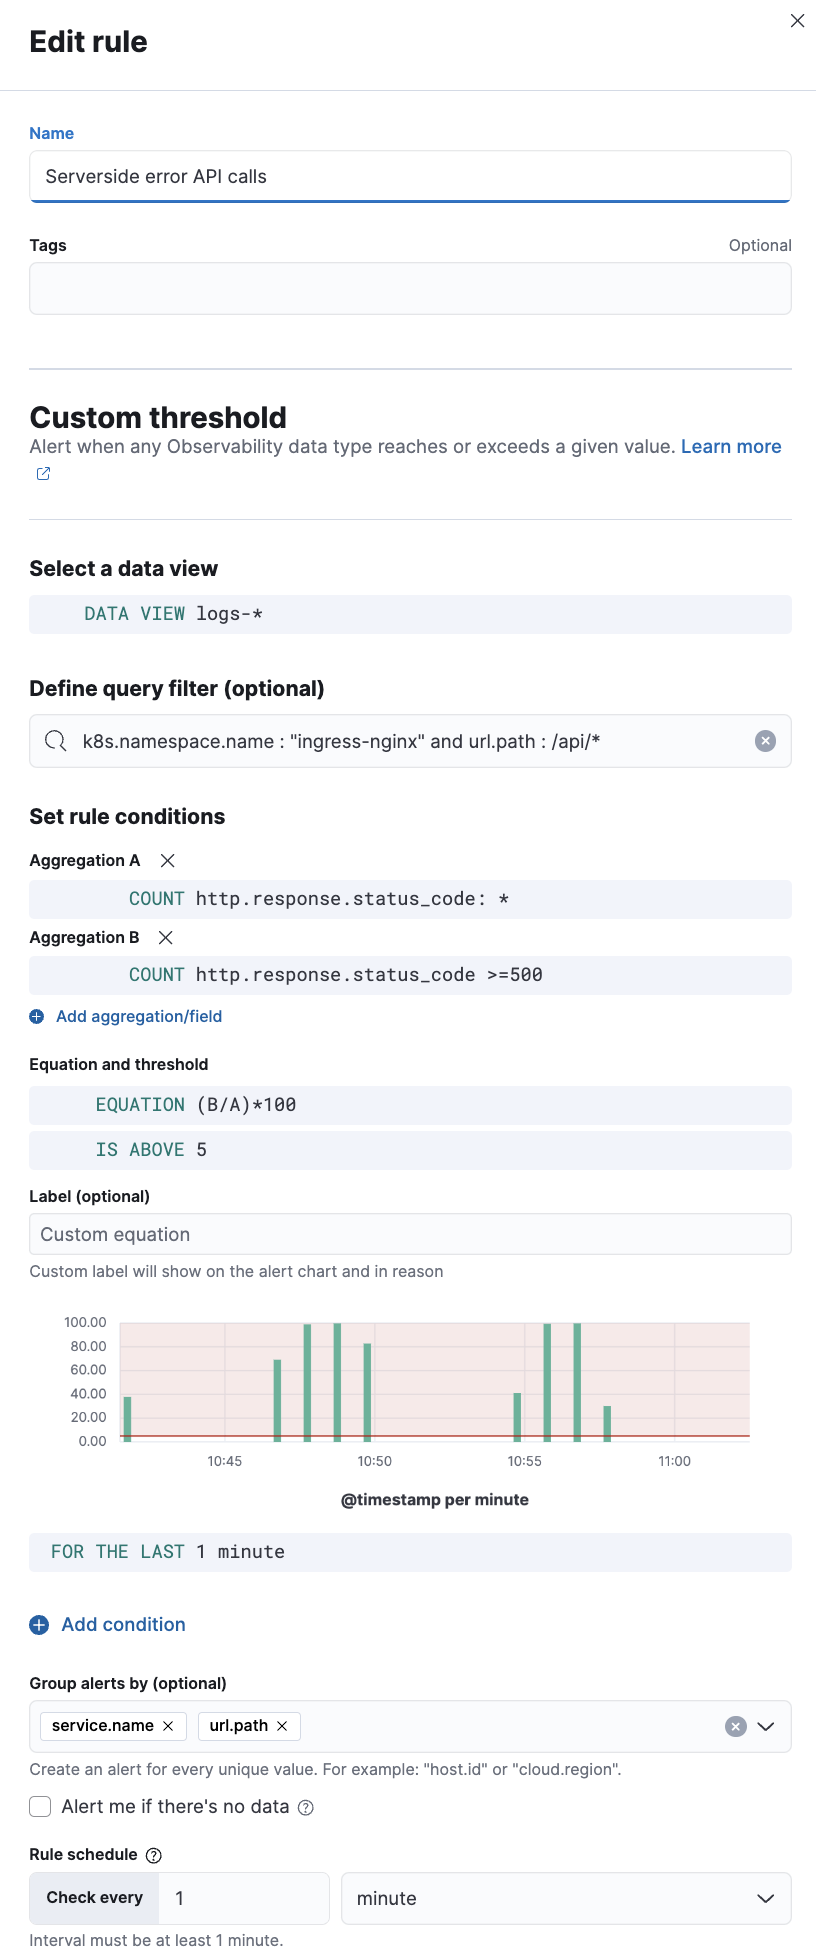 Edit rule
Name
Serverside error API calls
Tags
Optional
Custom threshold
Alert when any Observability data type reaches or exceeds a given value. Learn more
Select a data view
DATA VIEW logs-*
Define query filter (optional)
k8s.namespace.name : "ingress-nginx" and url.path : /api/*
Set rule conditions
Aggregation A
COUNT http.response.status_code: *
Aggregation B
COUNT http.response.status_code >=500
Add aggregation/field
Equation and threshold
EQUATION (B/A)*100
IS ABOVE 5
Label (optional)
Custom equation
Custom label will show on the alert chart and in reason
100.00
80.00
60.00
40.00
20.00
0.00
10:45 10:50 10:55 11:00
@timestamp per minute
FOR THE LAST 1 minute
Add condition
Group alerts by (optional)
service.name url.path
Create an alert for every unique value. For example: "host.id" or "cloud.region".
Alert me if there's no data
Rule schedule
Check every 1 minute
Interval must be at least 1 minute.